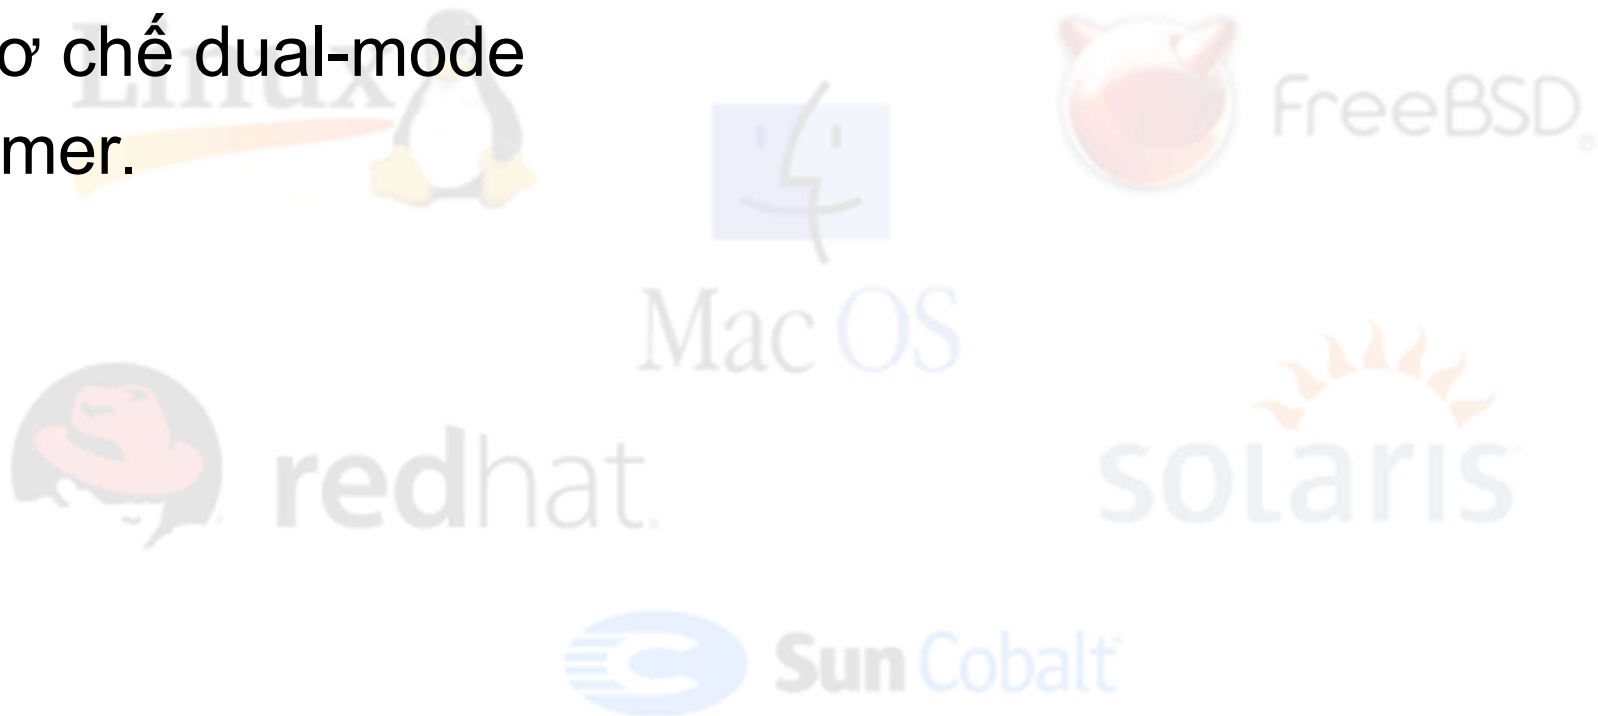 ơ chế dual-mode
mer.
Linux
FreeBSD
Mac OS
redhat.
solaris
Sun Cobalt